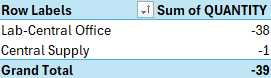 Row Labels Sum of QUANTITY
Lab-Central Office -38
Central Supply -1
Grand Total -39